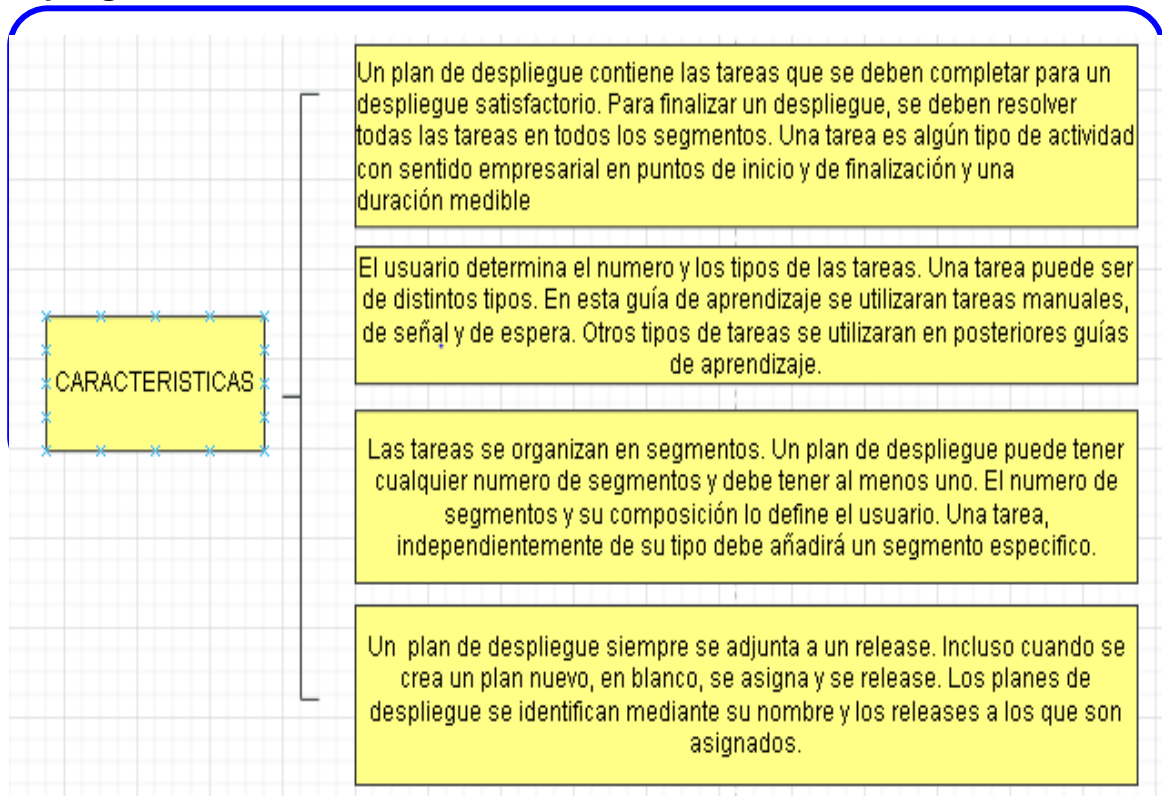 Un plan de despliegue contiene las tareas que se deben completar para un
despliegue satisfactorio. Para finalizar un despliegue, se deben resolver
todas las tareas en todos los segmentos. Una tarea es algún tipo de actividad
con sentido empresarial en puntos de inicio y de finalización y una
duración medible
El usuario determina el numero y los tipos de las tareas. Una tarea puede ser
de distintos tipos. En esta guía de aprendizaje se utilizaran tareas manuales,
de señal y de espera. Otros tipos de tareas se utilizaran en posteriores guías
de aprendizaje.
CARACTERISTICAS
Las tareas se organizan en segmentos. Un plan de despliegue puede tener
cualquier numero de segmentos y debe tener al menos uno. El numero de
segmentos y su composición lo define el usuario. Una tarea,
independientemente de su tipo debe añadirá un segmento especifico.
Un plan de despliegue siempre se adjunta a un release. Incluso cuando se
crea un plan nuevo, en blanco, se asigna y se release. Los planes de
despliegue se identifican mediante su nombre y los releases a los que son
asignados.